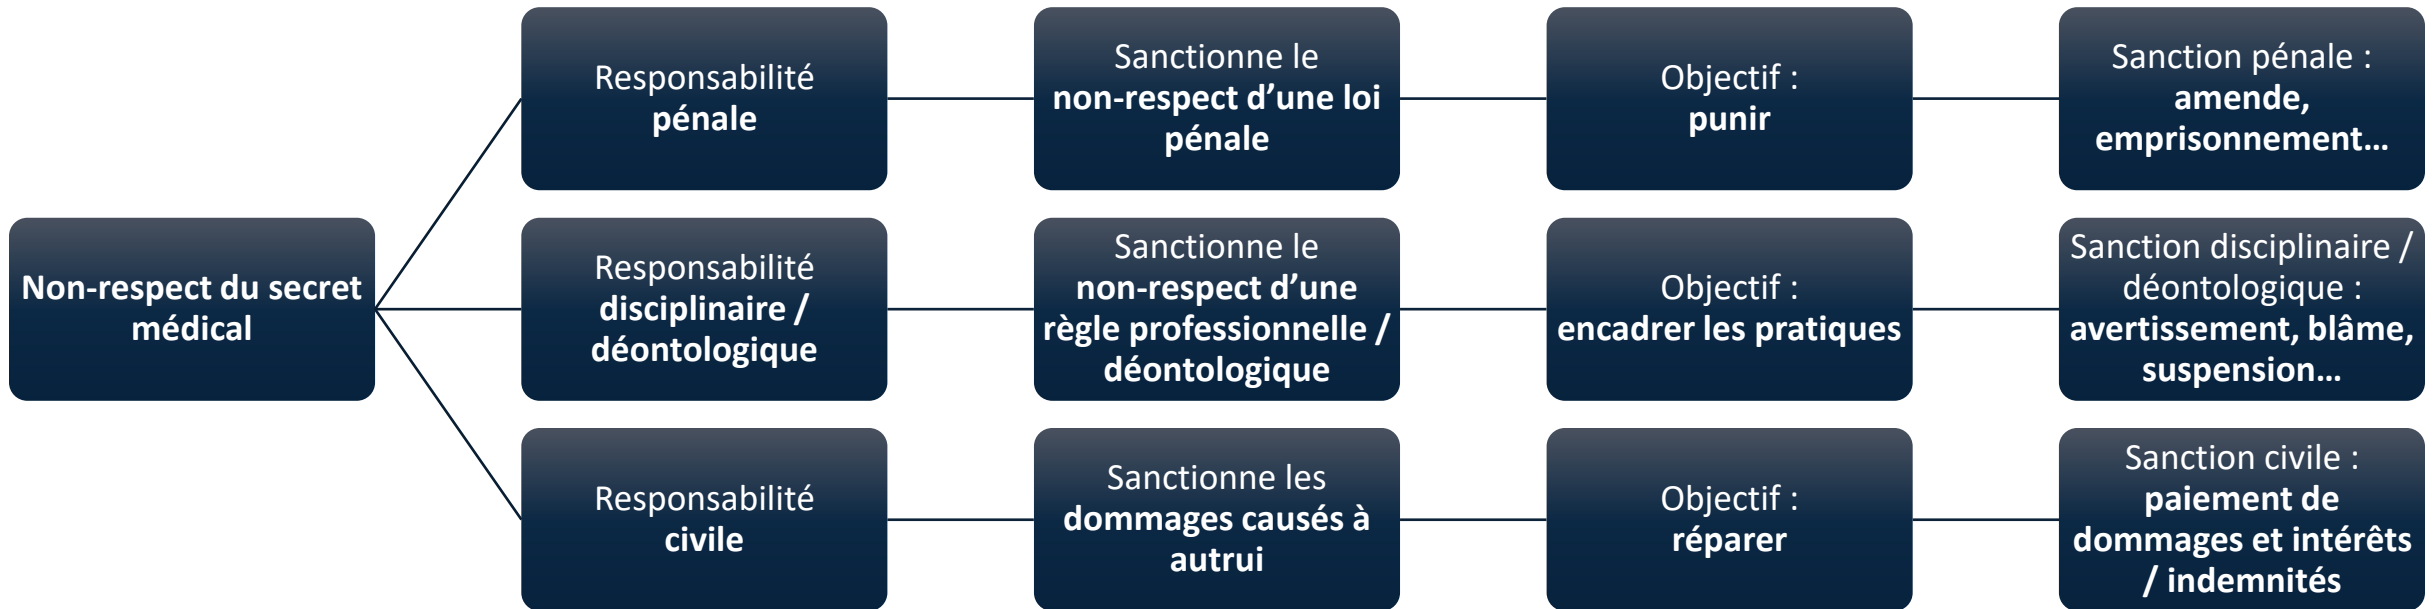 Non-respect du secret
médical
Responsabilité
pénale
Sanctionne le
non-respect d’une loi
pénale
Objectif :
punir
Sanction pénale :
amende,
emprisonnement…
Responsabilité
disciplinaire /
déontologique
Sanctionne le
non-respect d’une
règle professionnelle /
déontologique
Objectif :
encadrer les pratiques
Sanction disciplinaire /
déontologique :
avertissement, blâme,
suspension…
Responsabilité
civile
Sanctionne les
dommages causés à
autrui
Objectif :
réparer
Sanction civile :
paiement de
dommages et intérêts
/ indemnités